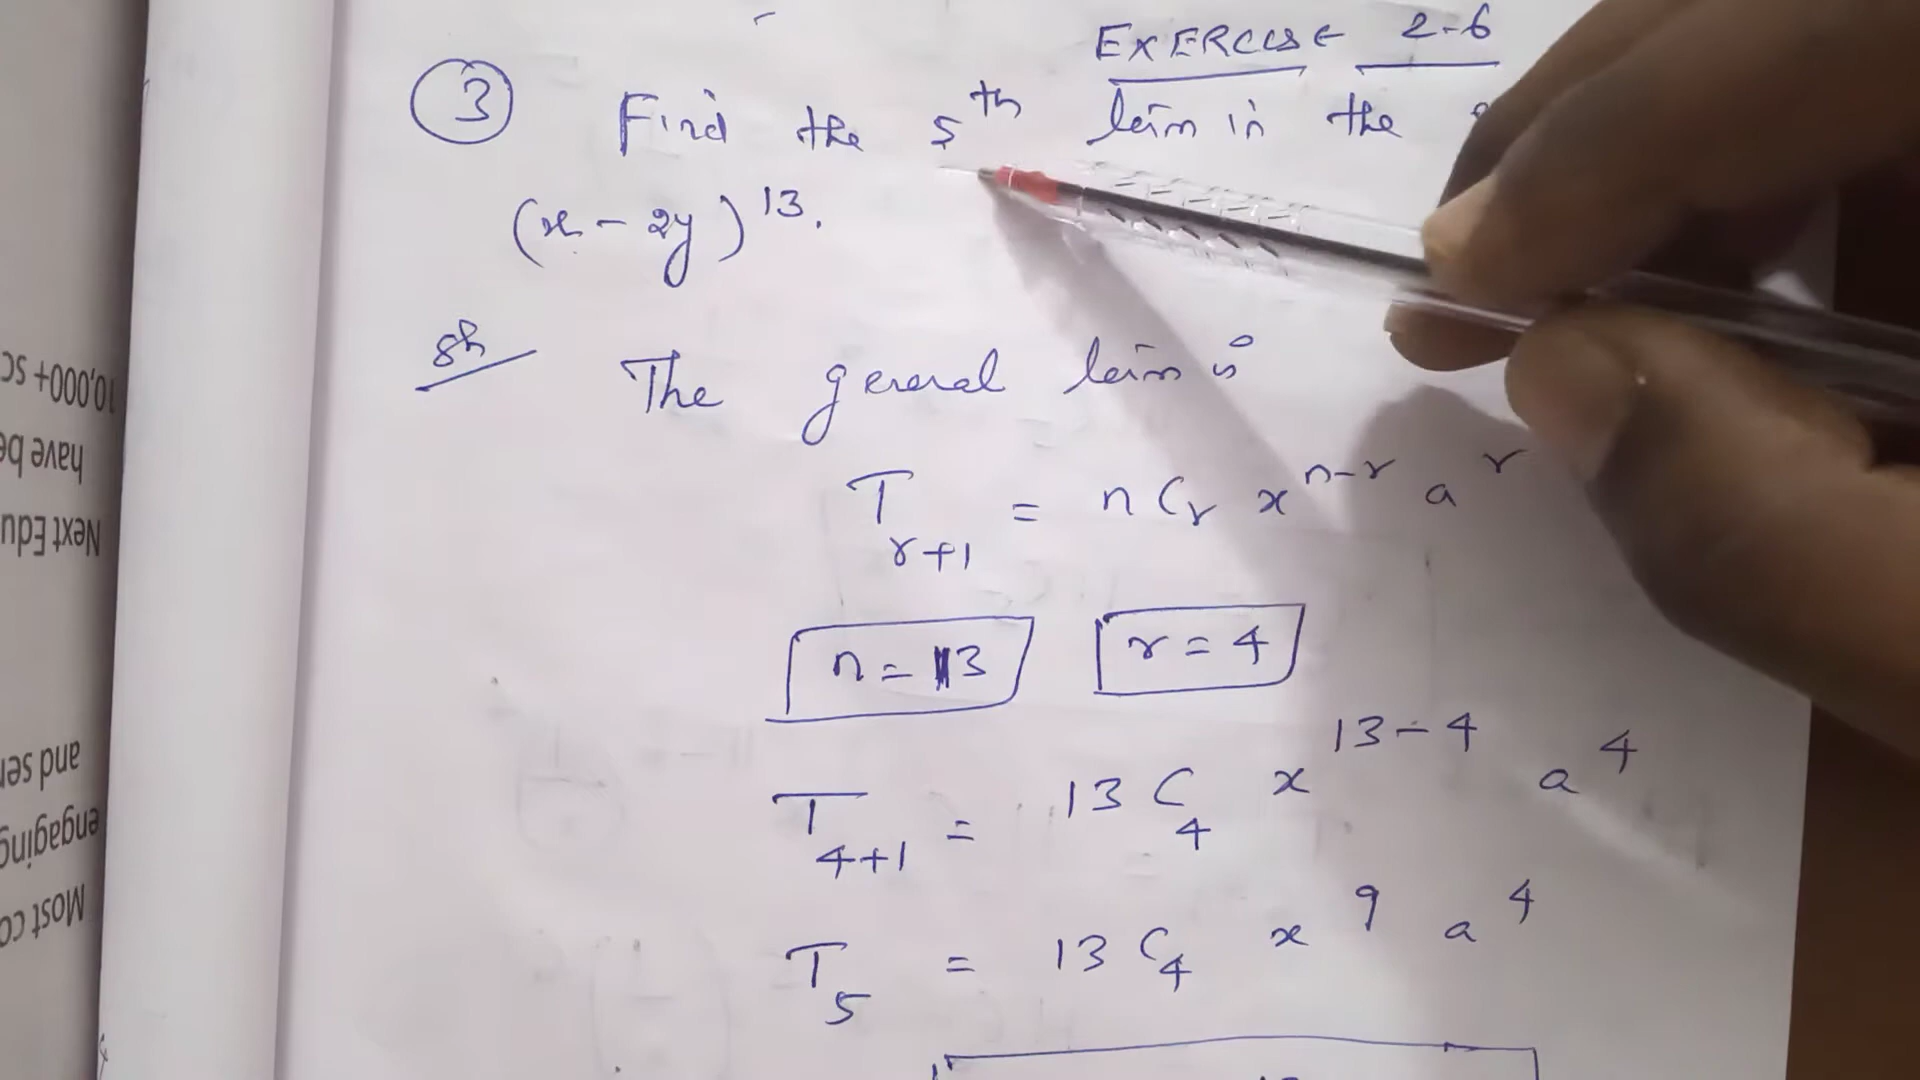 EXERCISE 2-6
③ Find the 5th term in the
(x - 2y)^13.
Sln
The general term is
T_{r+1} = nCr x^{n-r} a^r
n = 13 r = 4
T_{4+1} = 13C_4 x^{13-4} a^4
T_5 = 13C_4 x^9 a^4
10,000+ sc
have be
Next Edu
and ser
engaging
Most co